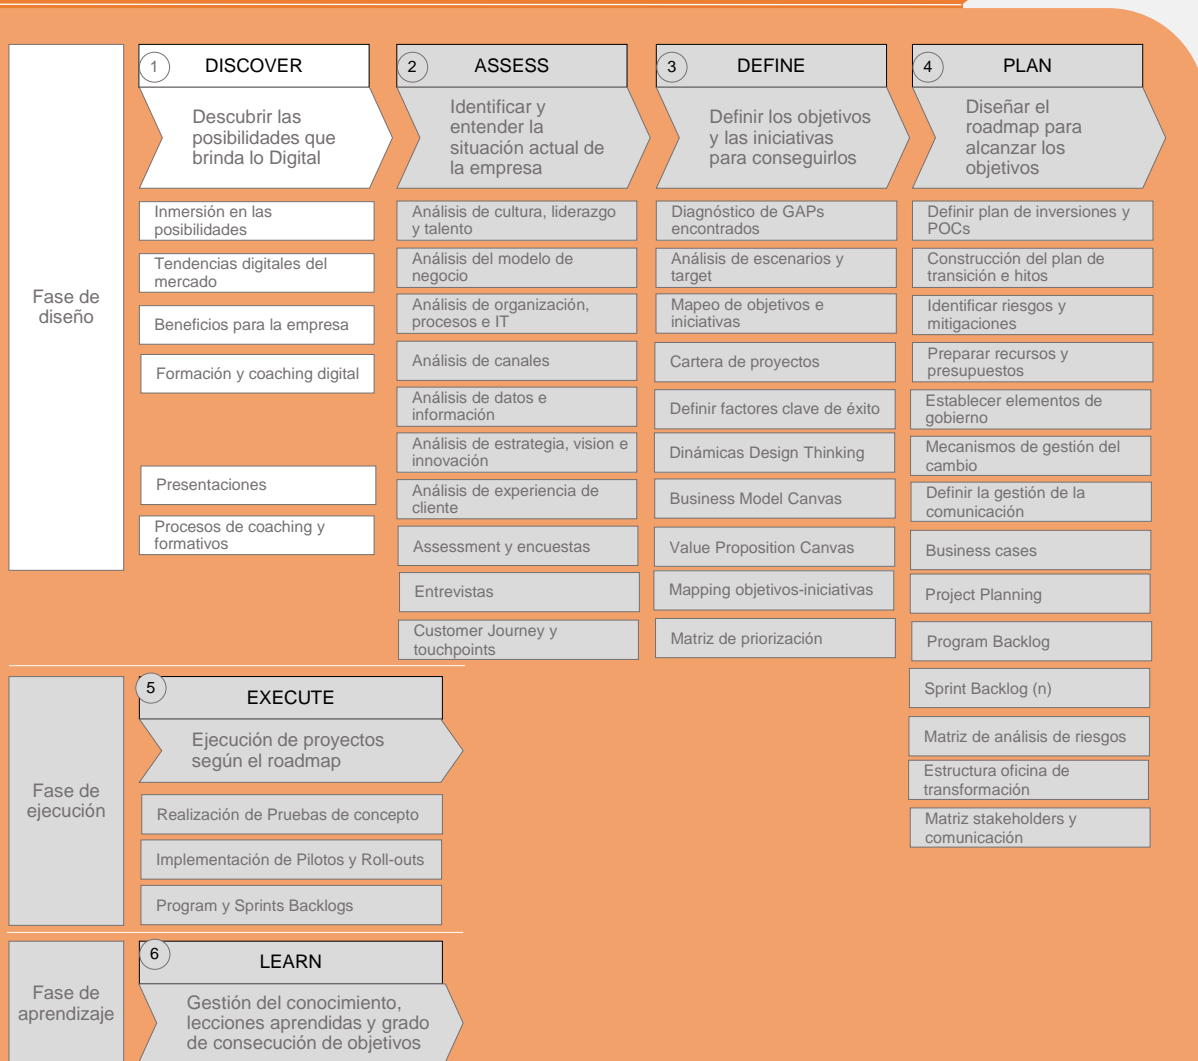 Fase de
diseño
1
DISCOVER
Descubrir las
posibilidades que
brinda lo Digital
Inmersión en las
posibilidades
Tendencias digitales del
mercado
Beneficios para la empresa
Formación y coaching digital
Presentaciones
Procesos de coaching y
formativos
2
ASSESS
Identificar y
entender la
situación actual de
la empresa
Análisis de cultura, liderazgo
y talento
Análisis del modelo de
negocio
Análisis de organización,
procesos e IT
Análisis de canales
Análisis de datos e
información
Análisis de estrategia, vision e
innovación
Análisis de experiencia de
cliente
Assessment y encuestas
Entrevistas
Customer Journey y
touchpoints
3
DEFINE
Definir los objetivos
y las iniciativas
para conseguirlos
Diagnóstico de GAPs
encontrados
Análisis de escenarios y
target
Mapeo de objetivos e
iniciativas
Cartera de proyectos
Definir factores clave de éxito
Dinámicas Design Thinking
Business Model Canvas
Value Proposition Canvas
Mapping objetivos-iniciativas
Matriz de priorización
4
PLAN
Diseñar el
roadmap para
alcanzar los
objetivos
Definir plan de inversiones y
POCs
Construcción del plan de
transición e hitos
Identificar riesgos y
mitigaciones
Preparar recursos y
presupuestos
Establecer elementos de
gobierno
Mecanismos de gestión del
cambio
Definir la gestión de la
comunicación
Business cases
Project Planning
Program Backlog
Sprint Backlog (n)
Matriz de análisis de riesgos
Estructura oficina de
transformación
Matriz stakeholders y
comunicación
Fase de
ejecución
5
EXECUTE
Ejecución de proyectos
según el roadmap
Realización de Pruebas de concepto
Implementación de Pilotos y Roll-outs
Program y Sprints Backlogs
Fase de
aprendizaje
6
LEARN
Gestión del conocimiento,
lecciones aprendidas y grado
de consecución de objetivos